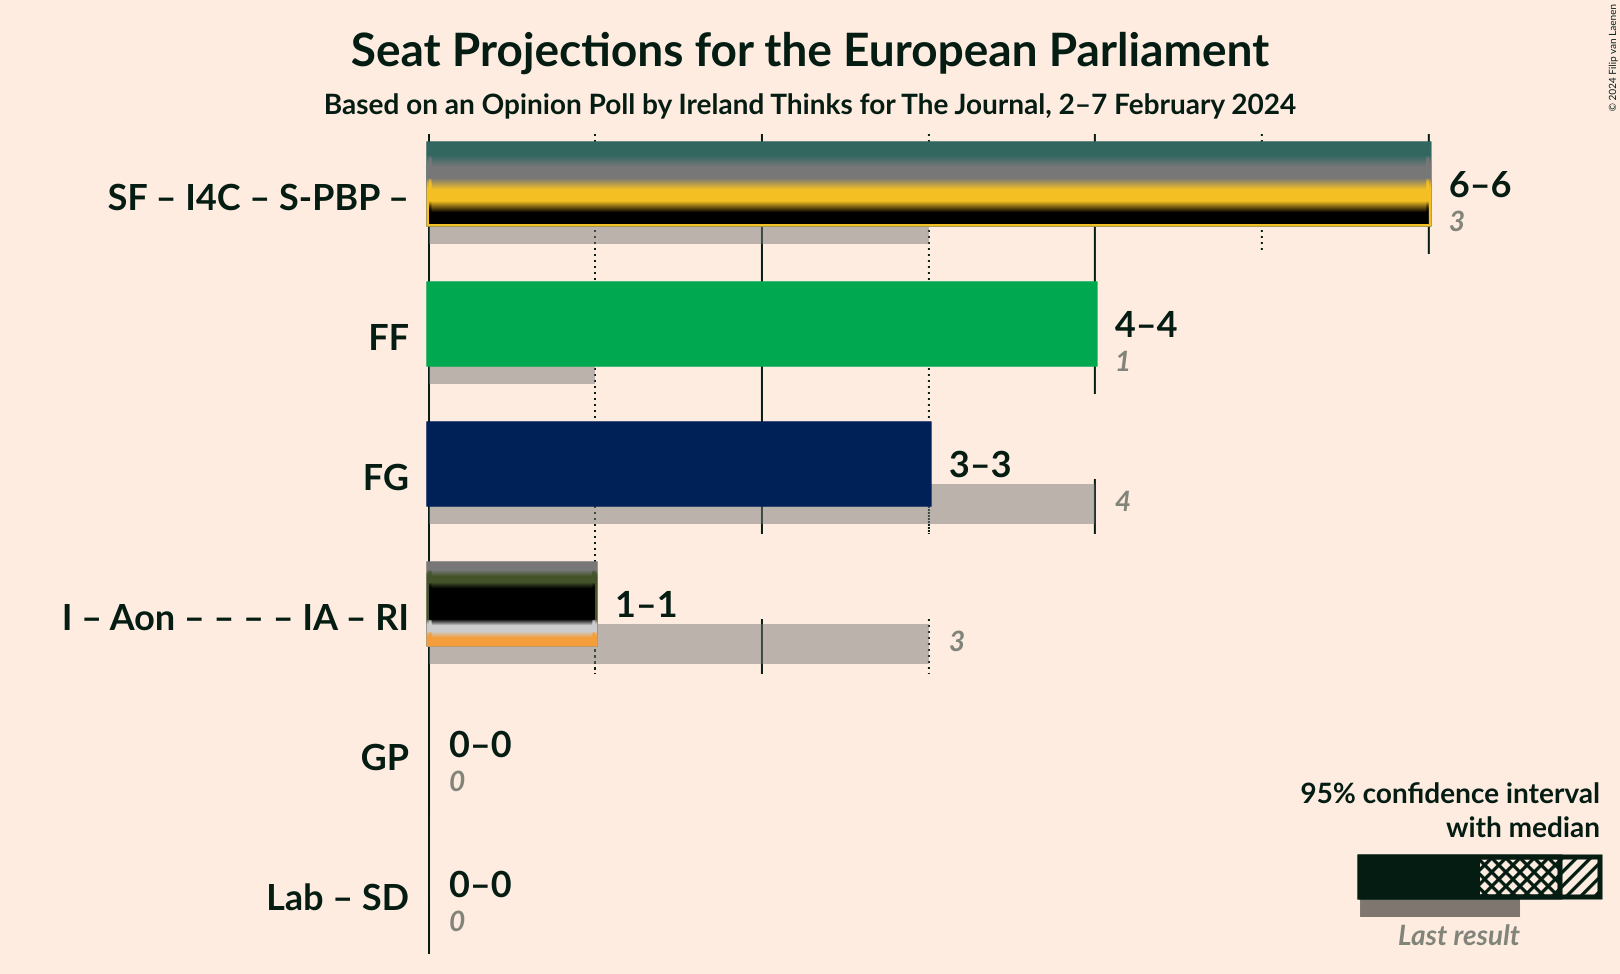 Seat Projections for the European Parliament
Based on an Opinion Poll by Ireland Thinks for The Journal, 2–7 February 2024
© 2024 Filip van Laenen
SF – I4C – S-PBP –
6–6
3
FF
4–4
1
FG
3–3
4
I – Aon – – – – IA – RI
1–1
3
GP
0–0
0
Lab – SD
0–0
0
95% confidence interval
with median
Last result